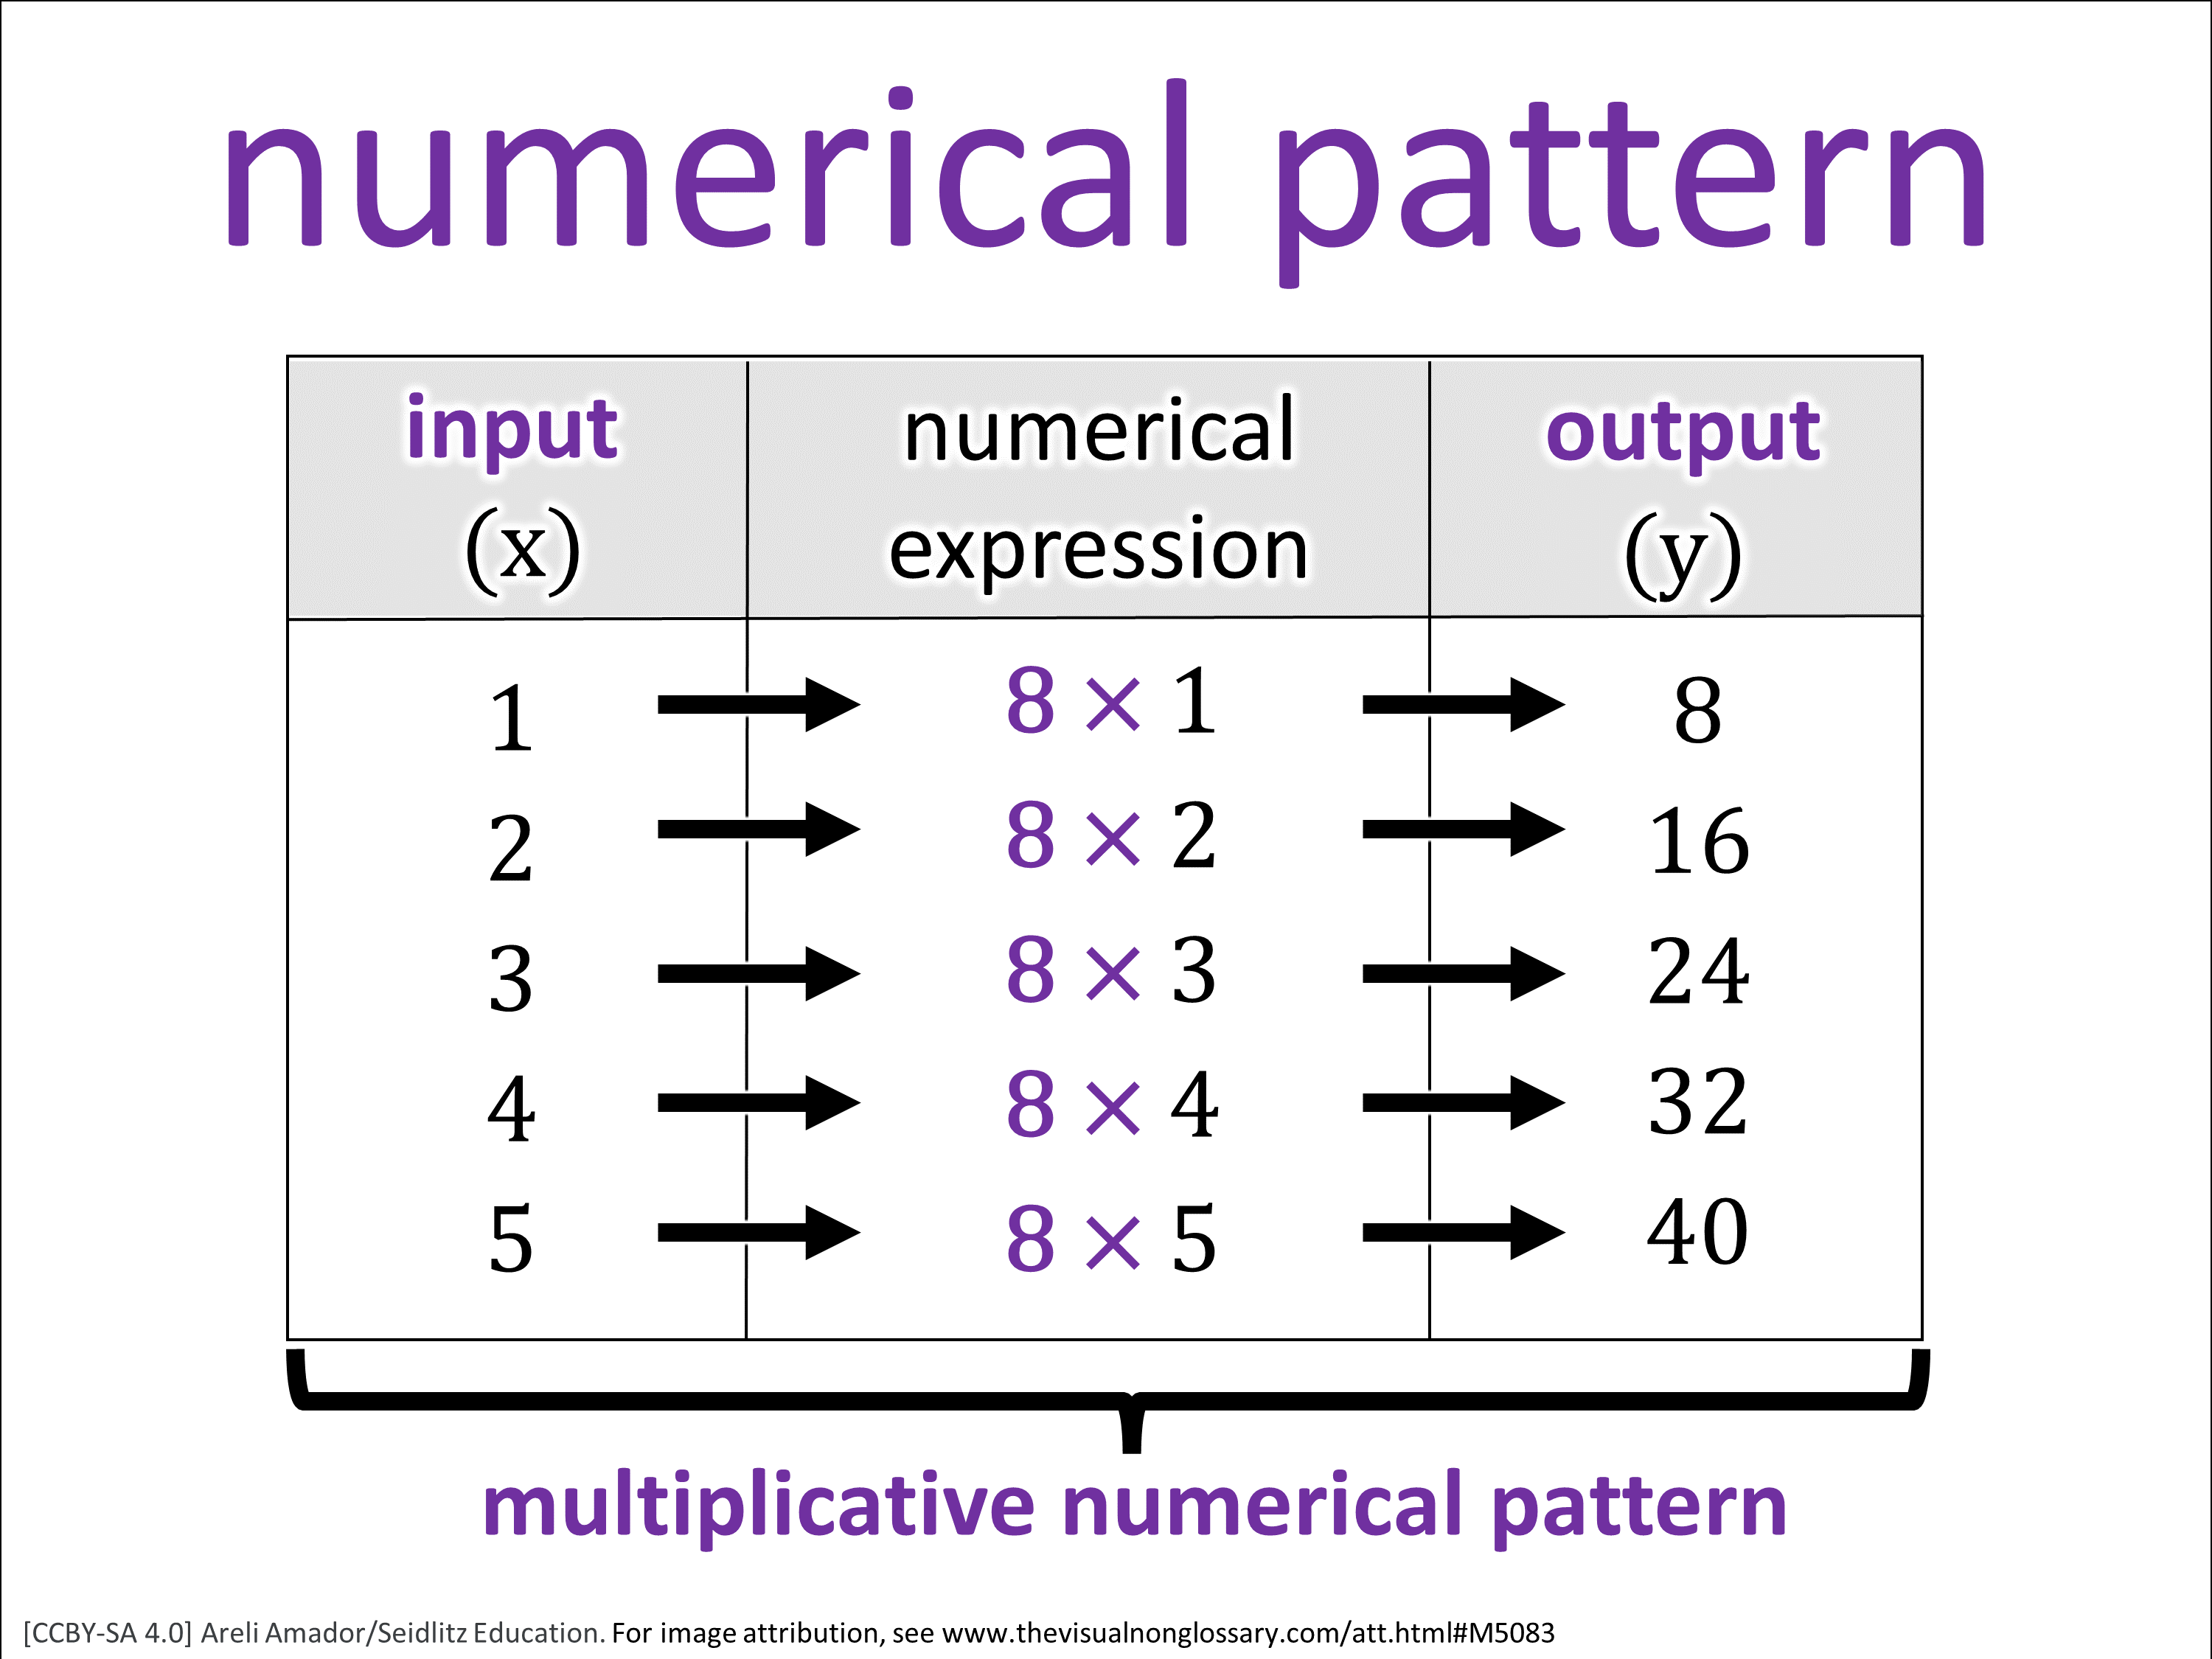 numerical pattern
input numerical output
(x) expression (y)
1 8 × 1 8
2 8 × 2 16
3 8 × 3 24
4 8 × 4 32
5 8 × 5 40
multiplicative numerical pattern
[CCBY-SA 4.0] Areli Amador/Seidlitz Education. For image attribution, see www.thevisualnonglossary.com/att.html#M5083